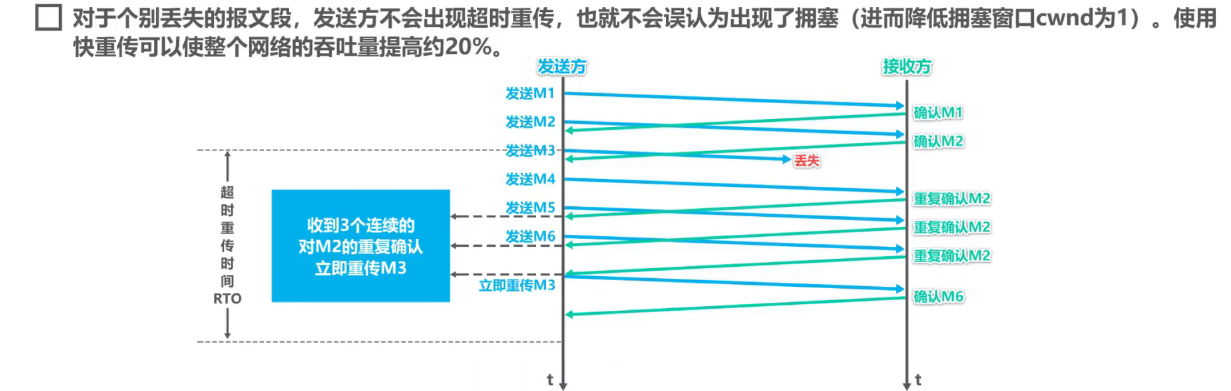 对于个别丢失的报文段，发送方不会出现超时重传，也就不会误认为出现了拥塞（进而降低拥塞窗口cwnd为1）。使用
快重传可以使整个网络的吞吐量提高约20%。
发送方
接收方
发送M1
确认M1
发送M2
确认M2
发送M3
丢失
发送M4
重复确认M2
发送M5
重复确认M2
发送M6
重复确认M2
立即重传M3
确认M6
超
时
重
传
时
间
RTO
收到3个连续的
对M2的重复确认
立即重传M3
t
t